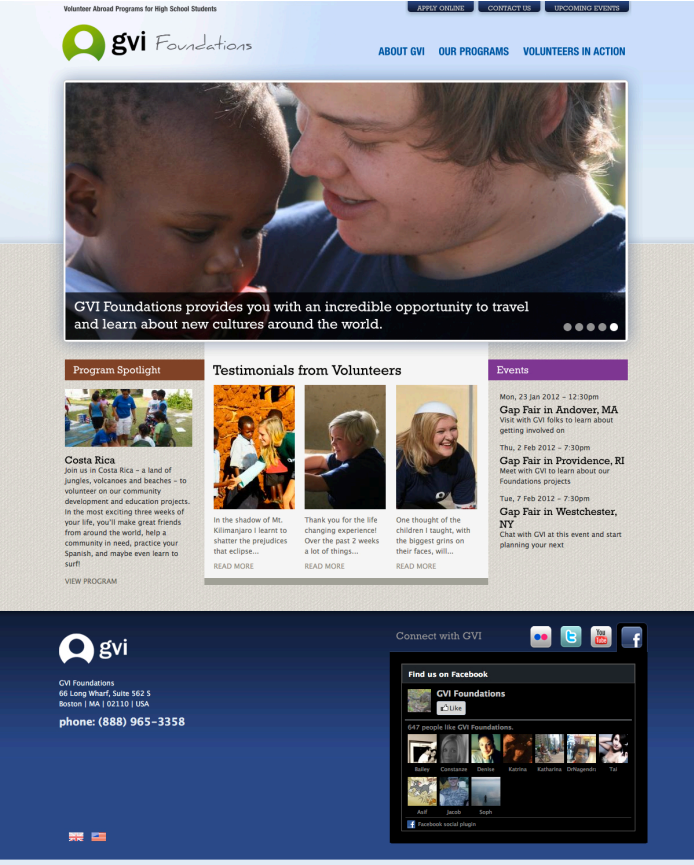 Volunteer Abroad Programs for High School Students
APPLY ONLINE
CONTACT US
UPCOMING EVENTS
gvi Foundations
ABOUT GVI
OUR PROGRAMS
VOLUNTEERS IN ACTION
GVI Foundations provides you with an incredible opportunity to travel
and learn about new cultures around the world.
Program Spotlight
Costa Rica
Join us in Costa Rica – a land of
jungles, volcanoes and beaches – to
volunteer on our community
development and education projects.
In the most exciting three weeks of
your life, you'll make great friends
from around the world, help a
community in need, practice your
Spanish, and maybe even learn to
surf!
VIEW PROGRAM
Testimonials from Volunteers
In the shadow of Mt.
Kilimanjaro I learnt to
shatter the prejudices
that eclipse...
READ MORE
Thank you for the life
changing experience!
Over the past 2 weeks
a lot of things...
READ MORE
One thought of the
children I taught, with
the biggest grins on
their faces, will...
READ MORE
Events
Mon, 23 Jan 2012 – 12:30pm
Gap Fair in Andover, MA
Visit with GVI folks to learn about
getting involved on
Thu, 2 Feb 2012 – 7:30pm
Gap Fair in Providence, RI
Meet with GVI to learn about our
Foundations projects
Tue, 7 Feb 2012 – 7:30pm
Gap Fair in Westchester,
NY
Chat with GVI at this event and start
planning your next
gvi
GVI Foundations
66 Long Wharf, Suite 562 S
Boston | MA | 02110 | USA
phone: (888) 965–3358
Connect with GVI
You
Tube
Find us on Facebook
GVI Foundations
Like
647 people like GVI Foundations.
Bailey
Constanze
Denise
Katrina
Katharina
DrNagendn
Tai
Asif
Jacob
Soph
Facebook social plugin